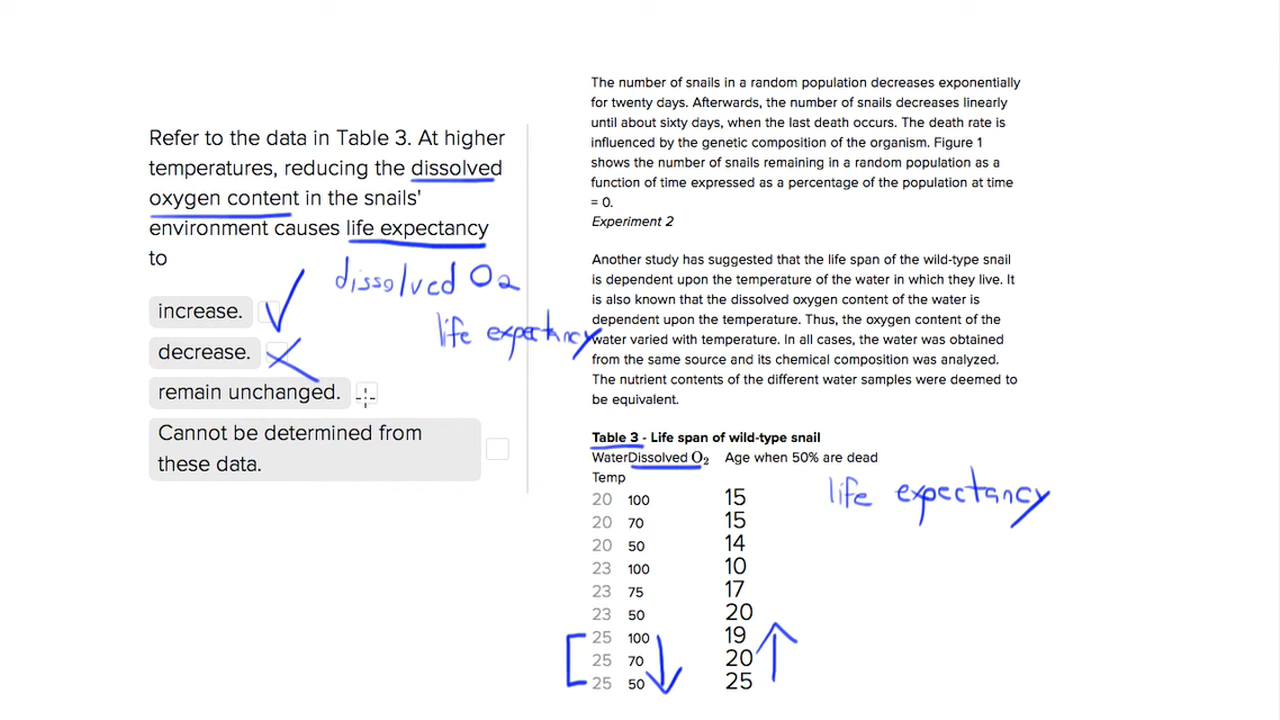 Refer to the data in Table 3. At higher
temperatures, reducing the dissolved
oxygen content in the snails'
environment causes life expectancy
to
dissolved O2
increase.
life expectancy
decrease.
remain unchanged.
Cannot be determined from
these data.
The number of snails in a random population decreases exponentially
for twenty days. Afterwards, the number of snails decreases linearly
until about sixty days, when the last death occurs. The death rate is
influenced by the genetic composition of the organism. Figure 1
shows the number of snails remaining in a random population as a
function of time expressed as a percentage of the population at time
= 0.
Experiment 2
Another study has suggested that the life span of the wild-type snail
is dependent upon the temperature of the water in which they live. It
is also known that the dissolved oxygen content of the water is
dependent upon the temperature. Thus, the oxygen content of the
water varied with temperature. In all cases, the water was obtained
from the same source and its chemical composition was analyzed.
The nutrient contents of the different water samples were deemed to
be equivalent.
Table 3 - Life span of wild-type snail
WaterDissolved O₂ Age when 50% are dead
Temp
20 100 15
life expectancy
20 70 15
20 50 14
23 100 10
23 75 17
23 50 20
25 100 19
25 70 20
25 50 25